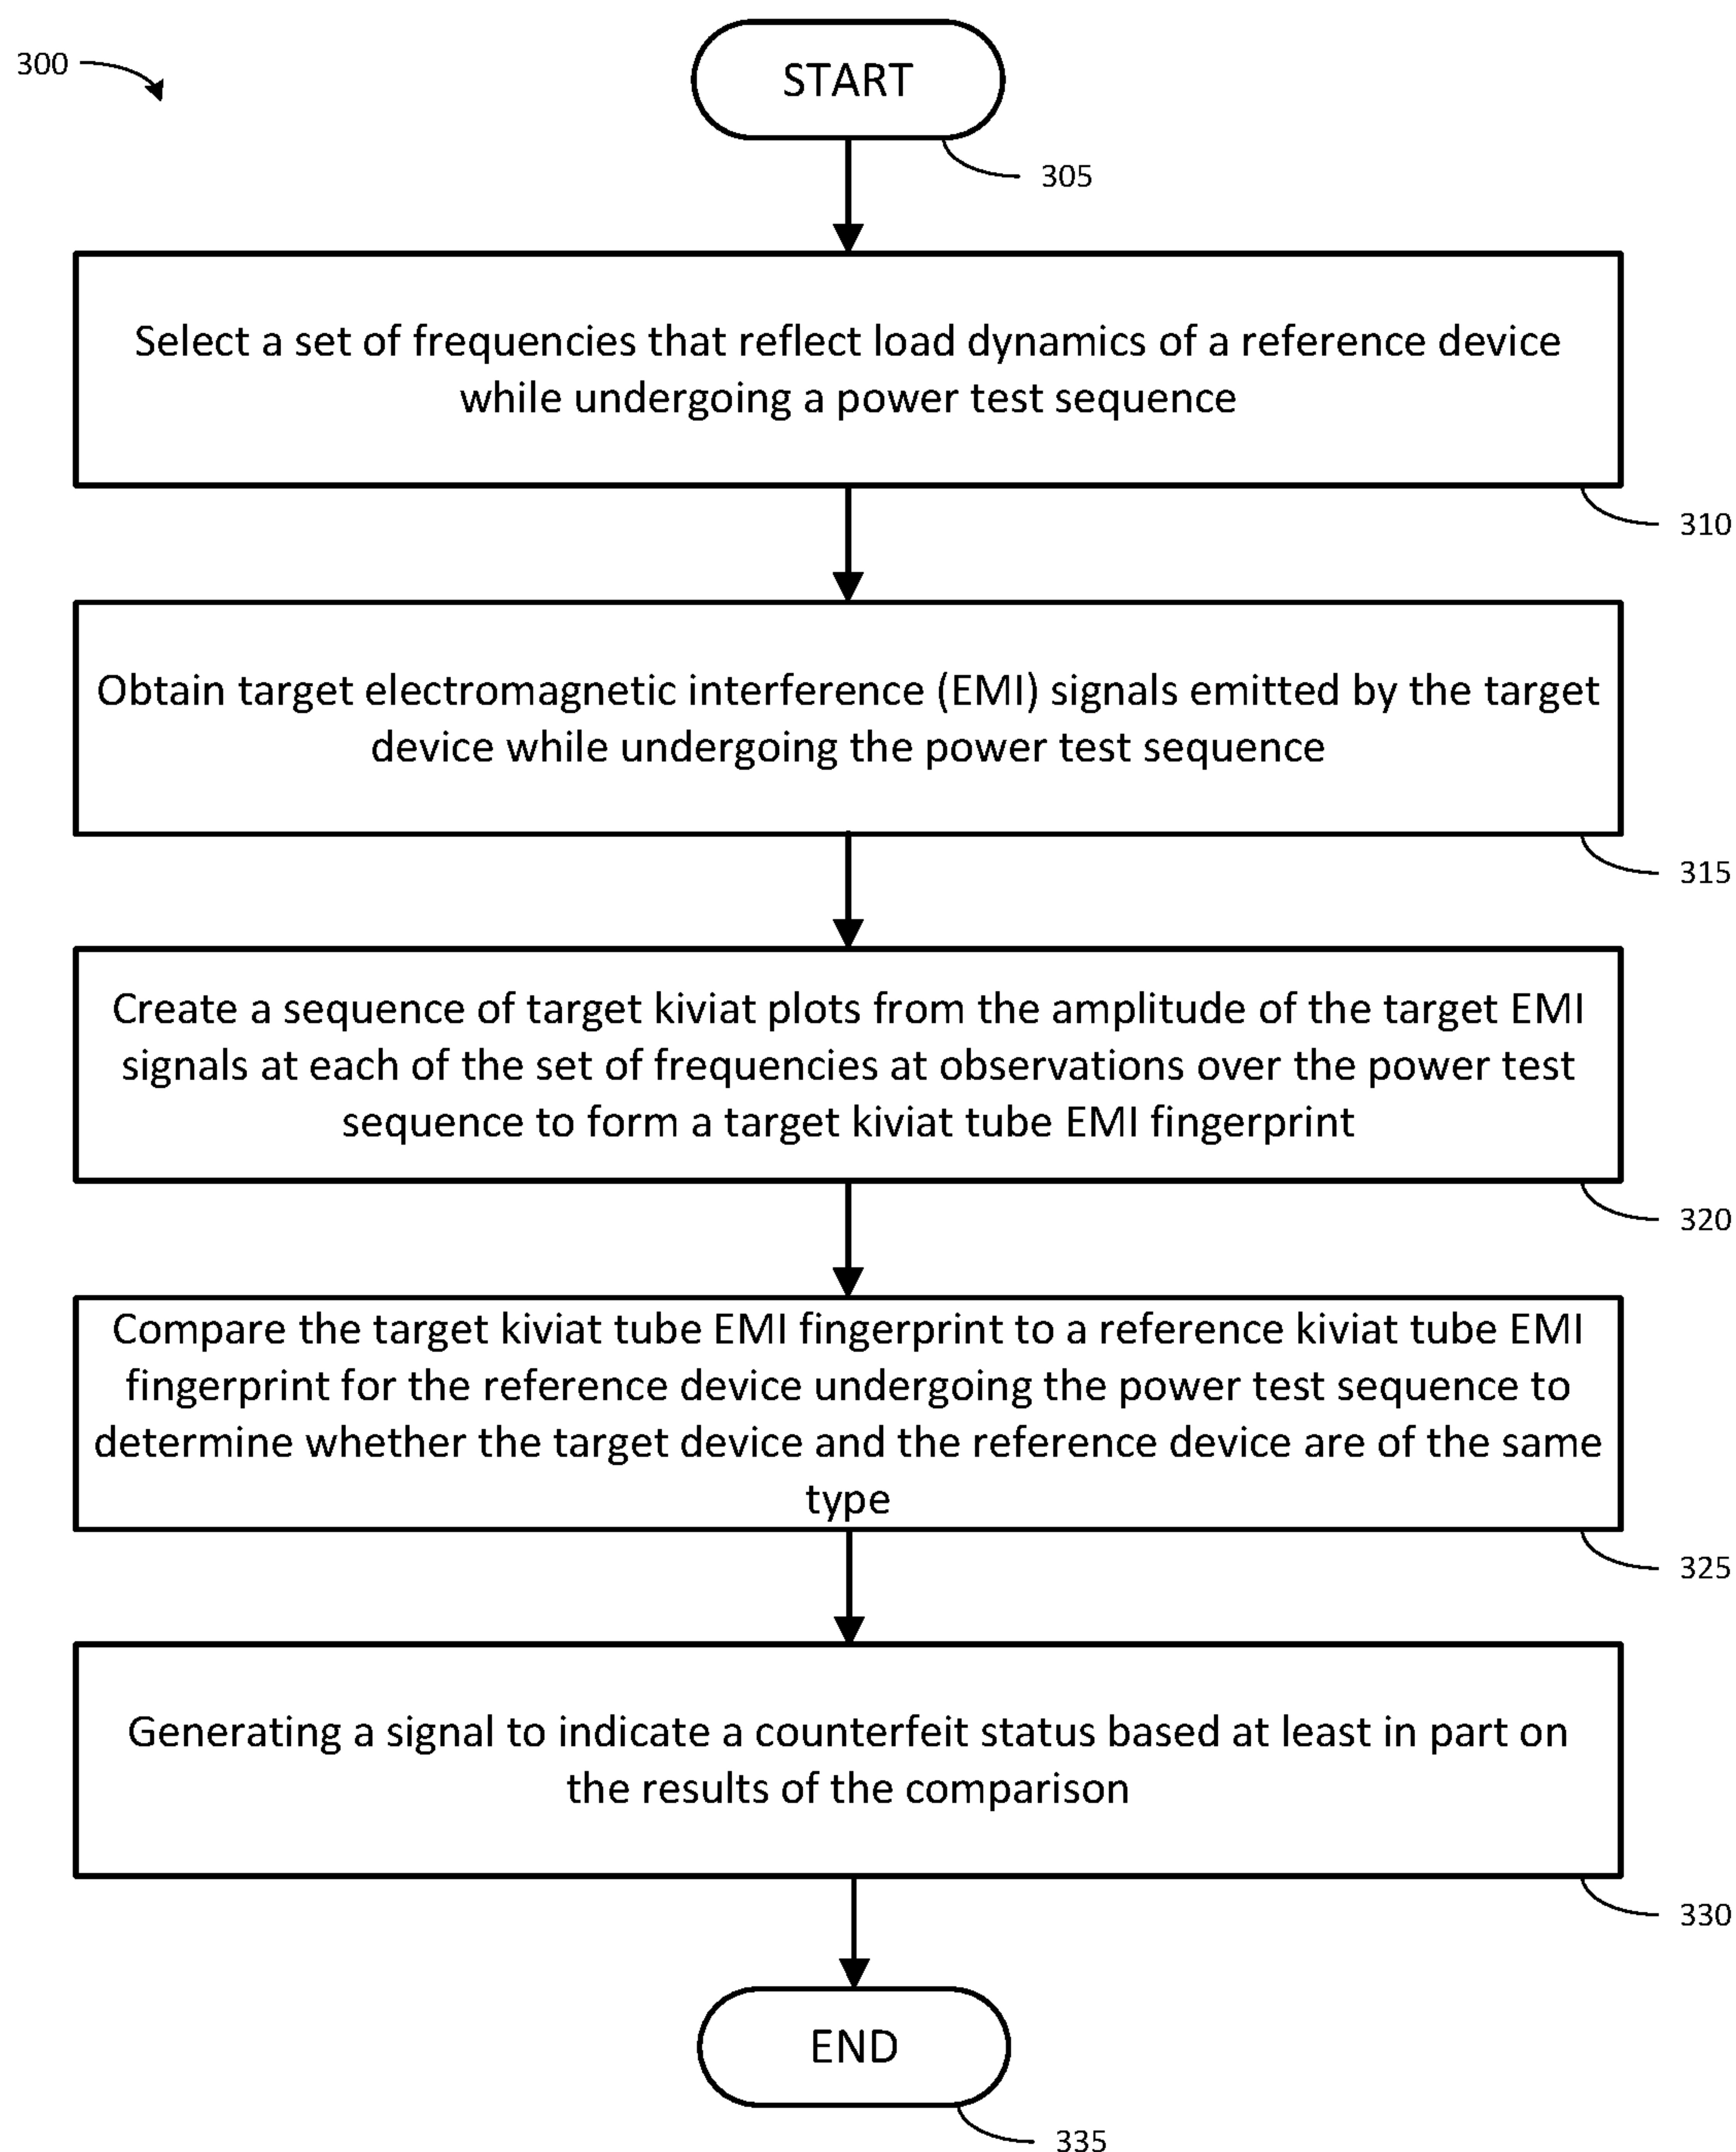 300
START
305
Select a set of frequencies that reflect load dynamics of a reference device
while undergoing a power test sequence
310
Obtain target electromagnetic interference (EMI) signals emitted by the target
device while undergoing the power test sequence
315
Create a sequence of target kiviat plots from the amplitude of the target EMI
signals at each of the set of frequencies at observations over the power test
sequence to form a target kiviat tube EMI fingerprint
320
Compare the target kiviat tube EMI fingerprint to a reference kiviat tube EMI
fingerprint for the reference device undergoing the power test sequence to
determine whether the target device and the reference device are of the same
type
325
Generating a signal to indicate a counterfeit status based at least in part on
the results of the comparison
330
END
335